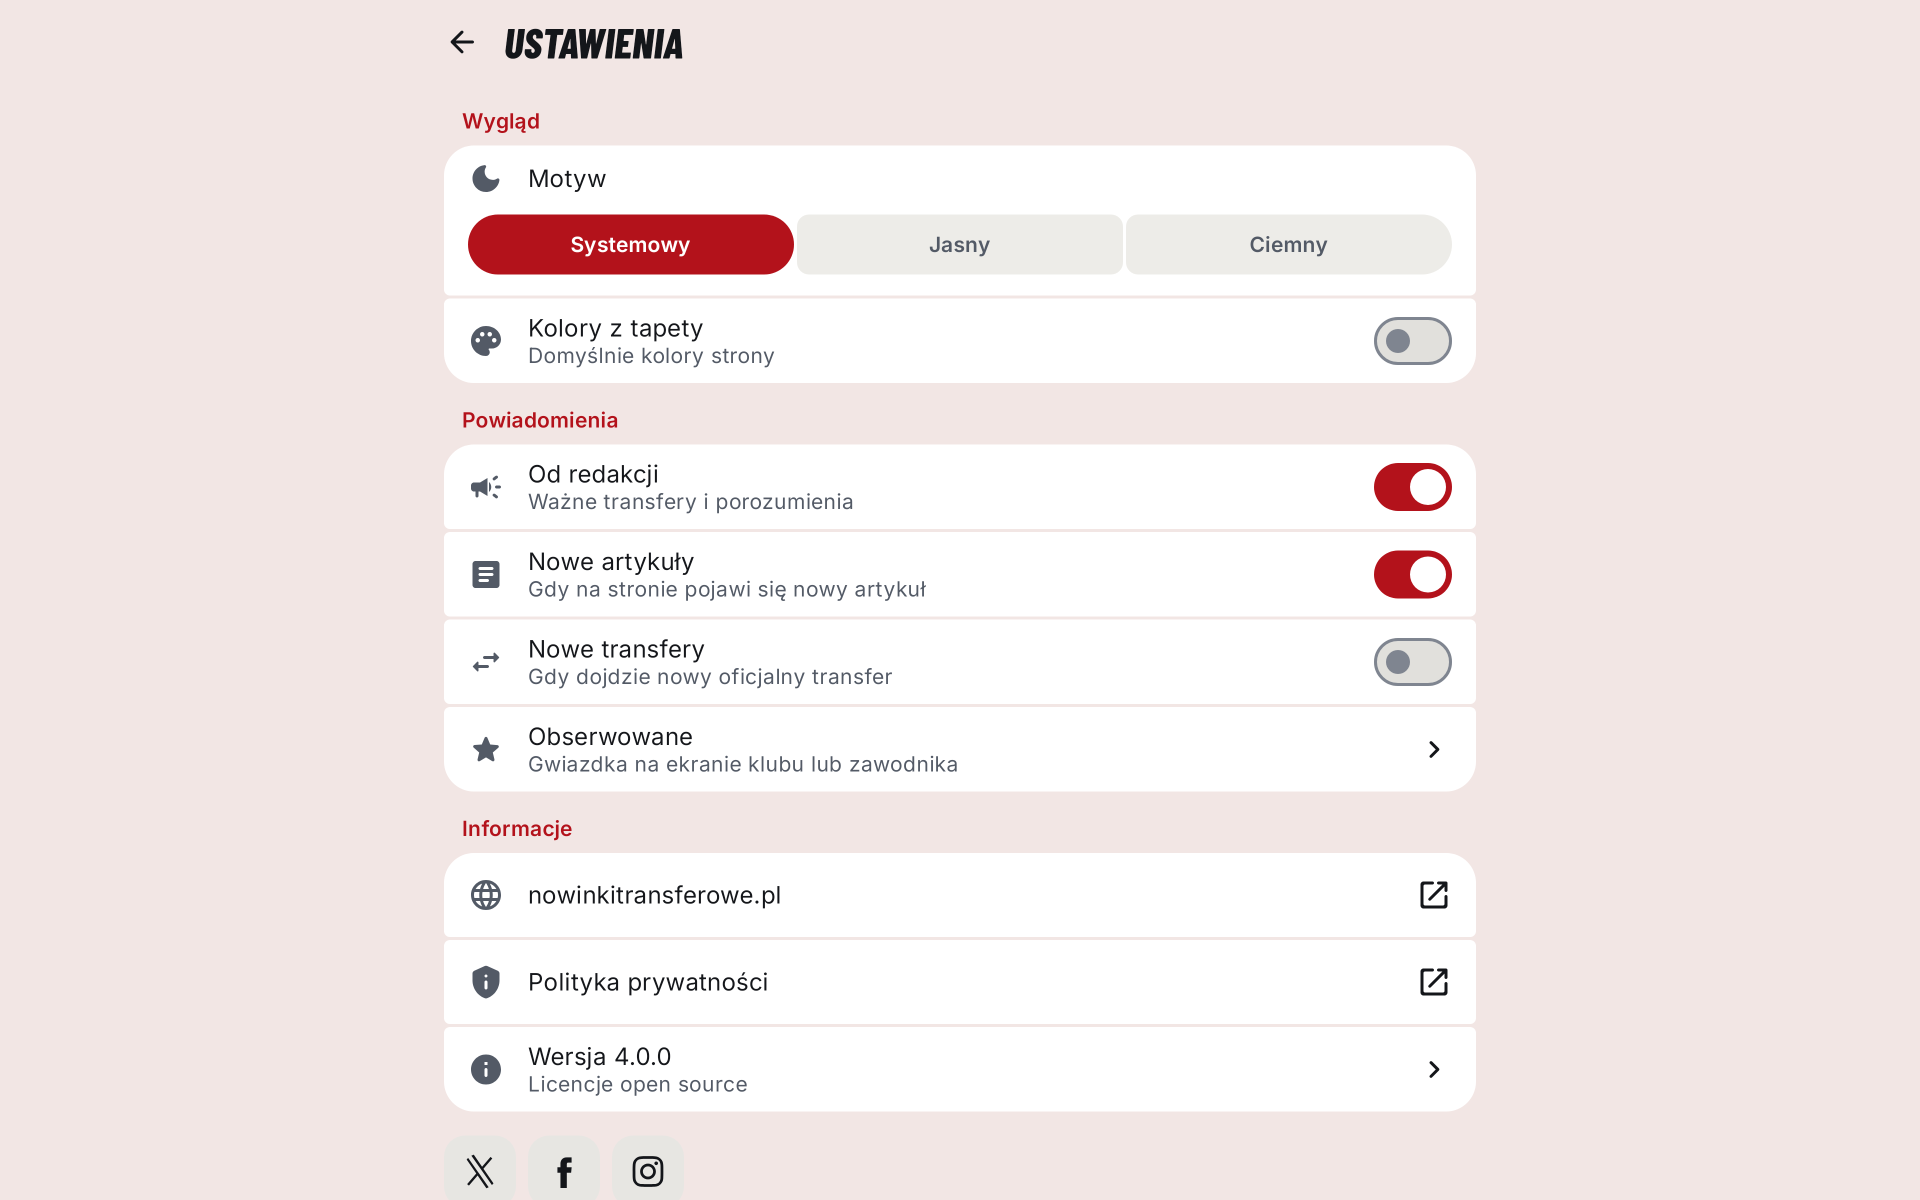 USTAWIENIA
Wygląd
Motyw
Systemowy
Jasny
Ciemny
Kolory z tapety
Domyślnie kolory strony
Powiadomienia
Od redakcji
Ważne transfery i porozumienia
Nowe artykuły
Gdy na stronie pojawi się nowy artykuł
Nowe transfery
Gdy dojdzie nowy oficjalny transfer
Obserwowane
Gwiazdka na ekranie klubu lub zawodnika
Informacje
nowinkitransferowe.pl
Polityka prywatności
Wersja 4.0.0
Licencje open source